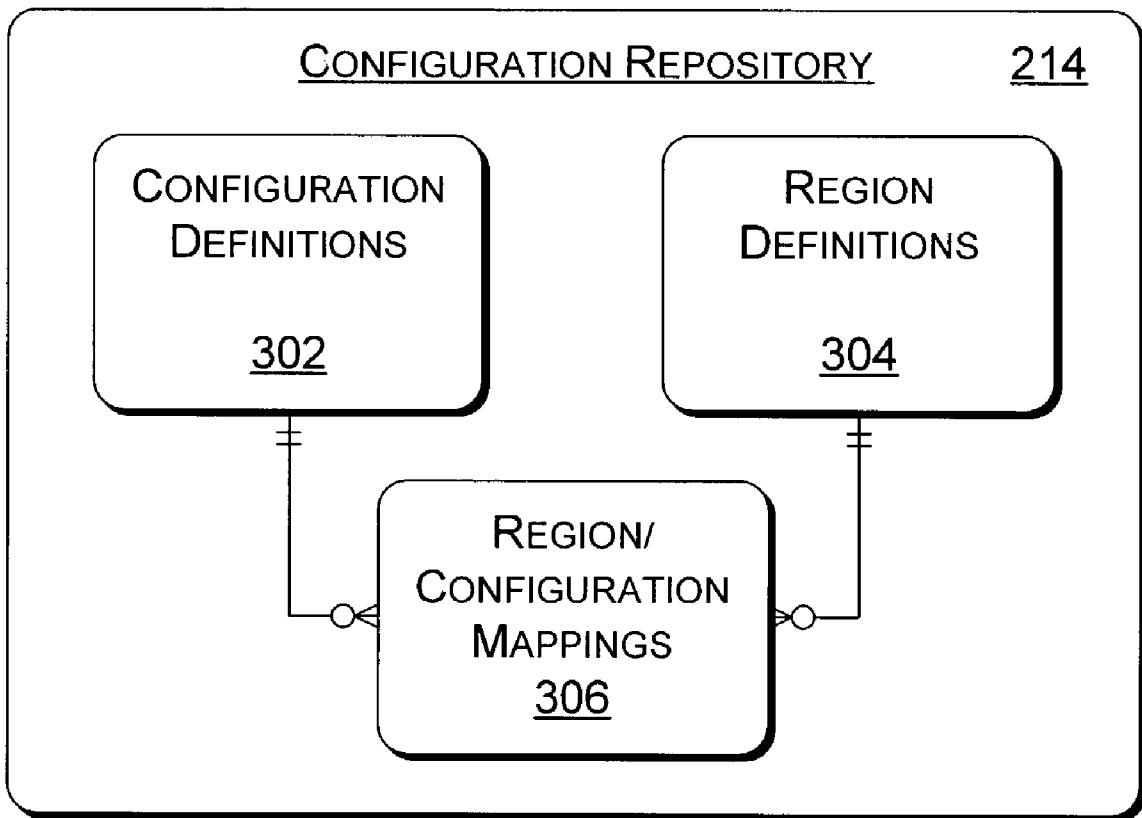 CONFIGURATION REPOSITORY 214
CONFIGURATION
DEFINITIONS
302
REGION
DEFINITIONS
304
REGION/
CONFIGURATION
MAPPINGS
306